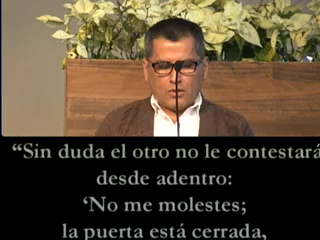 “Sin duda el otro no le contestará
desde adentro:
‘No me molestes;
la puerta está cerrada,